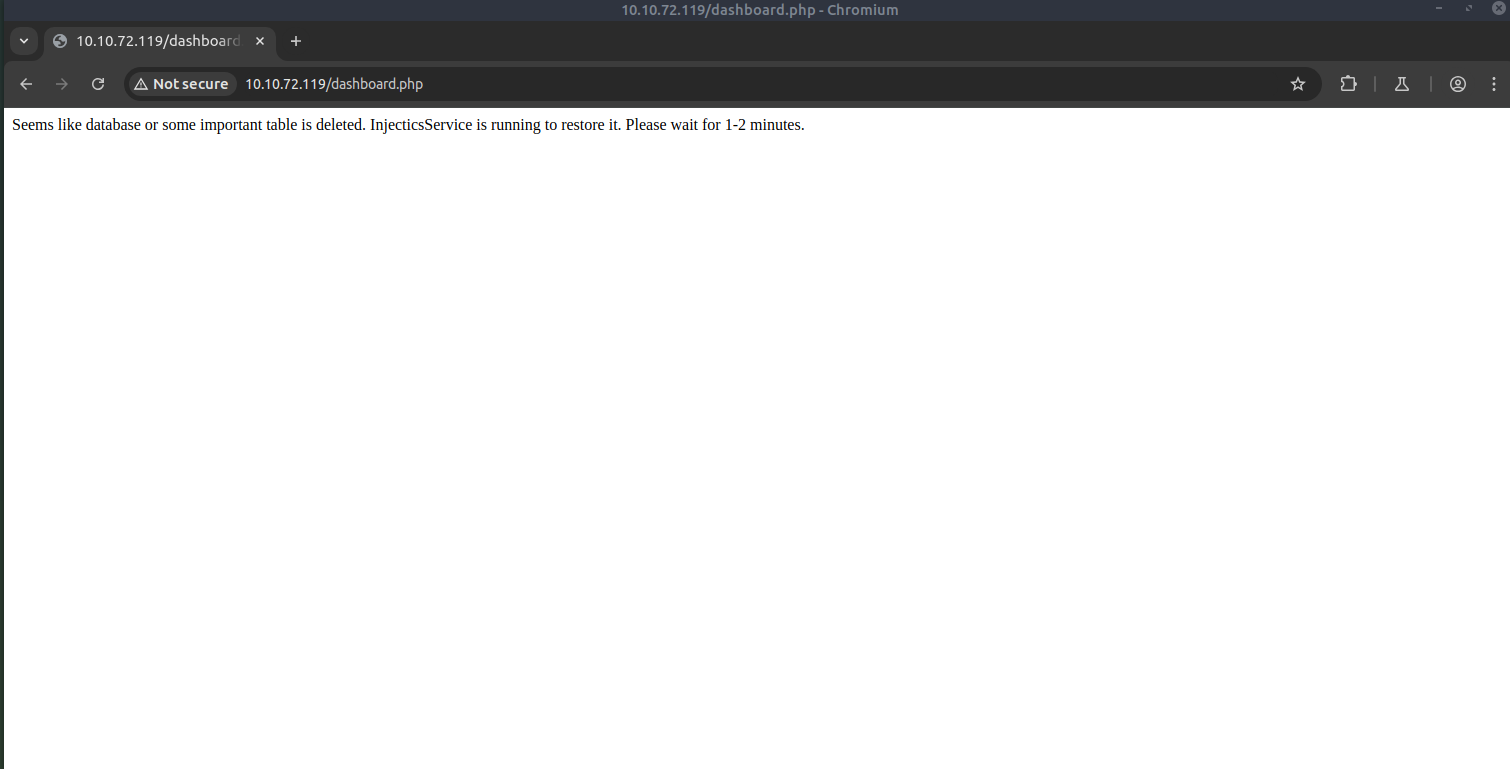 10.10.72.119/dashboard.php - Chromium
10.10.72.119/dashboard
Not secure 10.10.72.119/dashboard.php
Seems like database or some important table is deleted. InjecticsService is running to restore it. Please wait for 1-2 minutes.